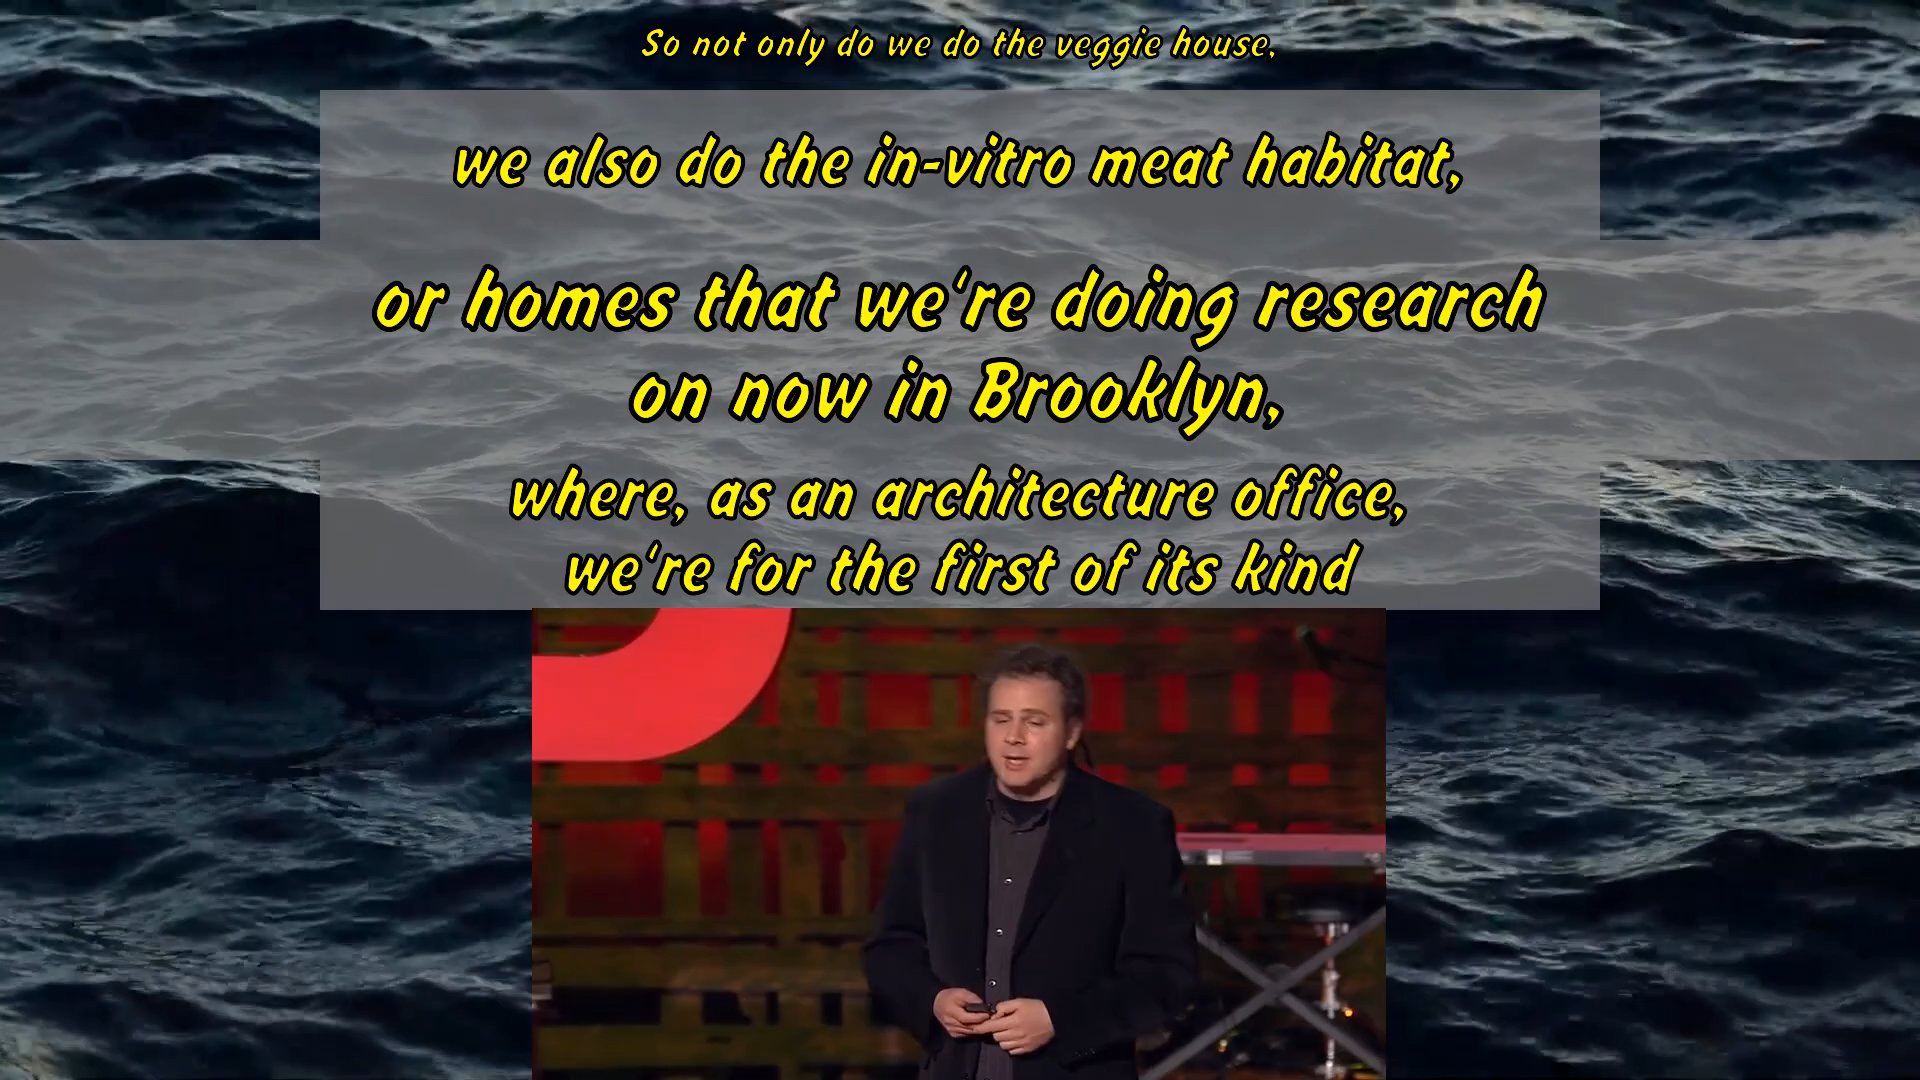 So not only do we do the veggie house,
we also do the in-vitro meat habitat,
or homes that we're doing research
on now in Brooklyn,
where, as an architecture office,
we're for the first of its kind